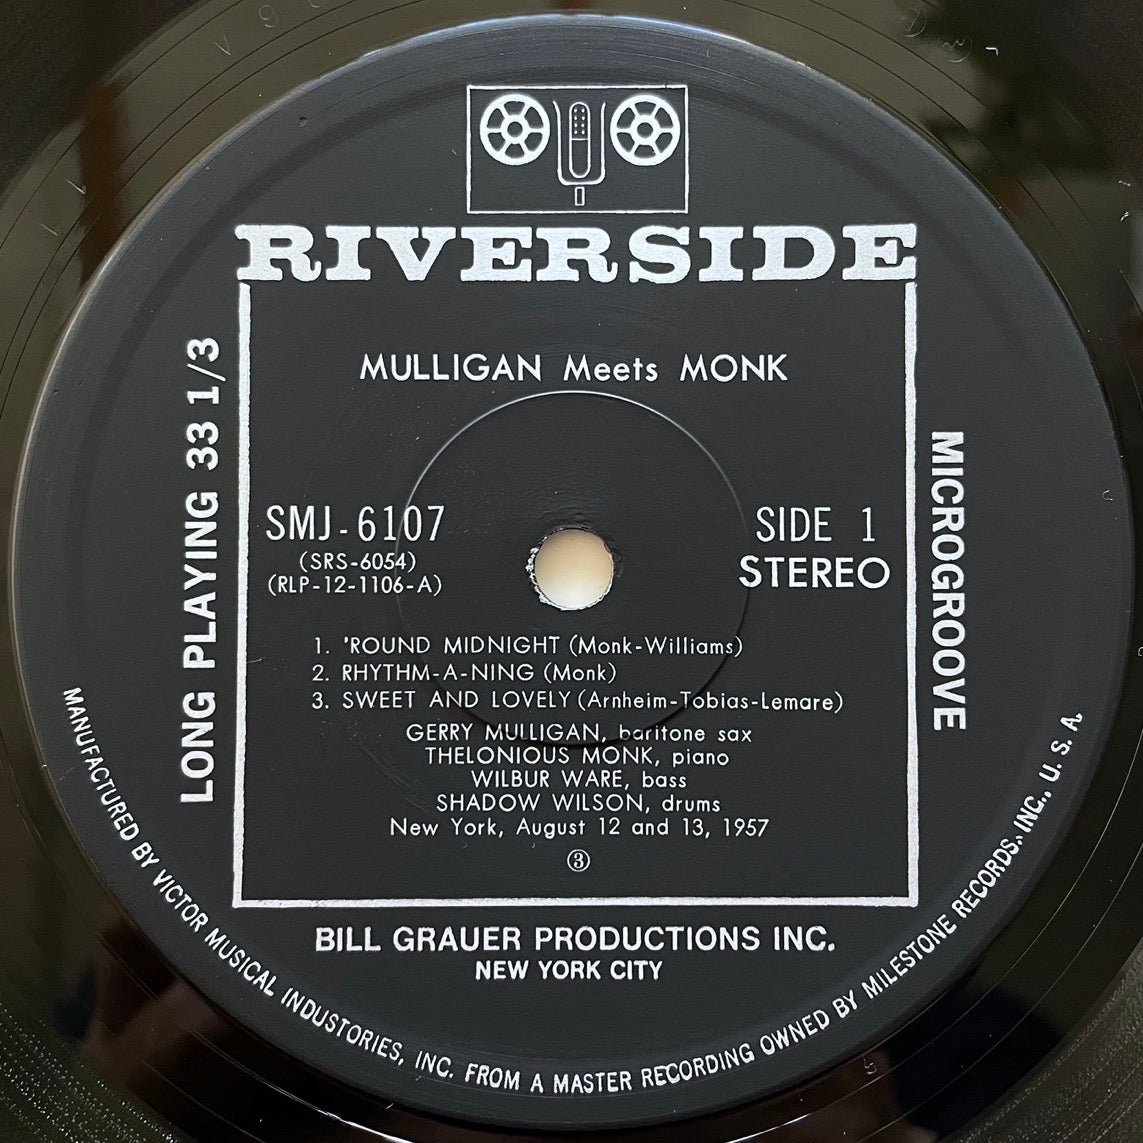 RIVERSIDE
MULLIGAN Meets MONK
LONG PLAYING 33 1/3
MICROGROOVE
SMJ-6107
(SRS-6054)
(RLP-12-1106-A)
SIDE 1
STEREO
1. 'ROUND MIDNIGHT (Monk-Williams)
2. RHYTHM-A-NING (Monk)
3. SWEET AND LOVELY (Arnheim-Tobias-Lemare)
GERRY MULLIGAN, baritone sax
THELONIOUS MONK, piano
WILBUR WARE, bass
SHADOW WILSON, drums
New York, August 12 and 13, 1957
③
BILL GRAUER PRODUCTIONS INC.
NEW YORK CITY
MANUFACTURED BY VICTOR MUSICAL INDUSTORIES, INC. FROM A MASTER RECORDING OWNED BY MILESTONE RECORDS. INC., U. S. A.